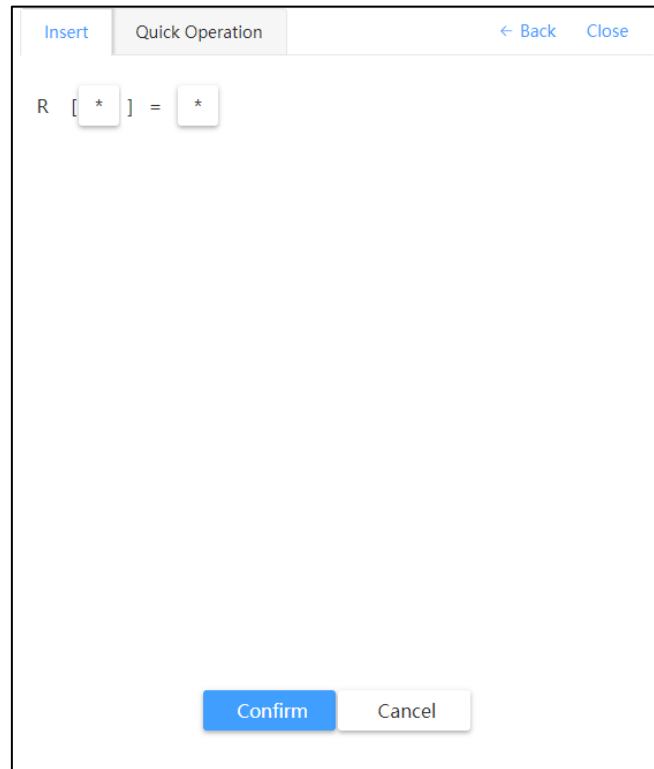 Insert Quick Operation ← Back Close
R [ * ] = *
Confirm Cancel